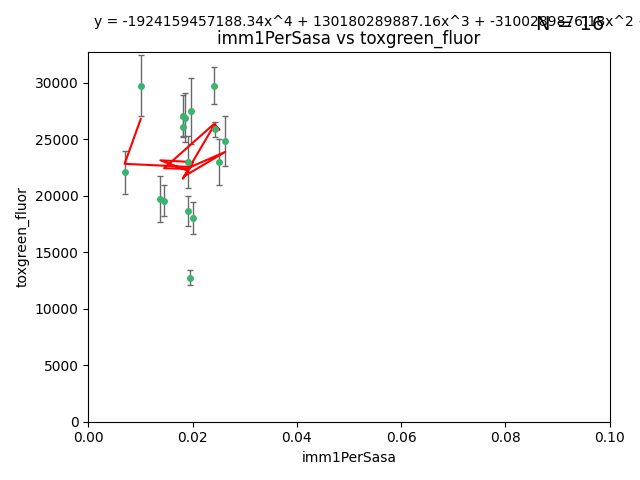 y = -1924159457188.34x^4 + 130180289887.16x^3 +
N = 16
imm1PerSasa vs toxgreen_fluor
30000
25000
20000
15000
10000
5000
0
toxgreen_fluor
0.00 0.02 0.04 0.06 0.08 0.10
imm1PerSasa